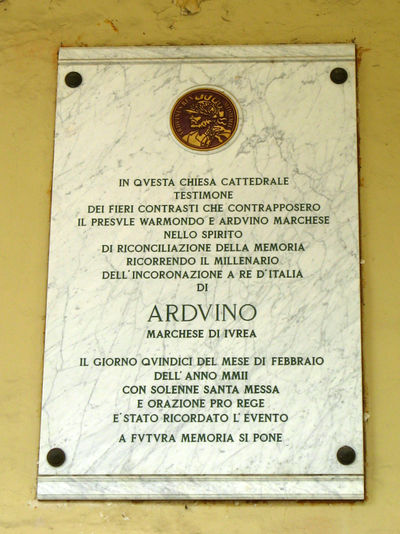 IN QVESTA CHIESA CATTEDRALE
TESTIMONE
DEI FIERI CONTRASTI CHE CONTRAPPOSERO
IL PRESVLE WARMONDO E ARDVINO MARCHESE
NELLO SPIRITO
DI RICONCILIAZIONE DELLA MEMORIA
RICORRENDO IL MILLENARIO
DELL'INCORONAZIONE A RE D'ITALIA
DI
ARDVINO
MARCHESE DI IVREA
IL GIORNO QVINDICI DEL MESE DI FEBBRAIO
DELL'ANNO MMII
CON SOLENNE SANTA MESSA
E ORAZIONE PRO REGE
E'STATO RICORDATO L'EVENTO
A FVTVRA MEMORIA SI PONE